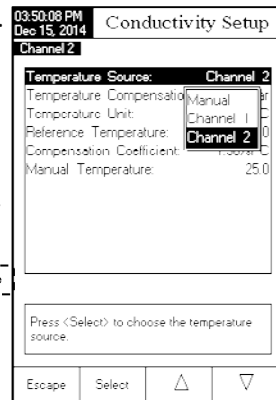 03:50:08 PM
Dec 15, 2014
Conductivity Setup
Channel 2
Temperature Source: Channel 2
Temperature Compensatio
Manual
Temperature Unit: C
Channel 1
Reference Temperature: 0
Channel 2
Compensation Coefficient:
Manual Temperature: 25.0
Press <Select> to choose the temperature
source.
Escape Select △ ▽